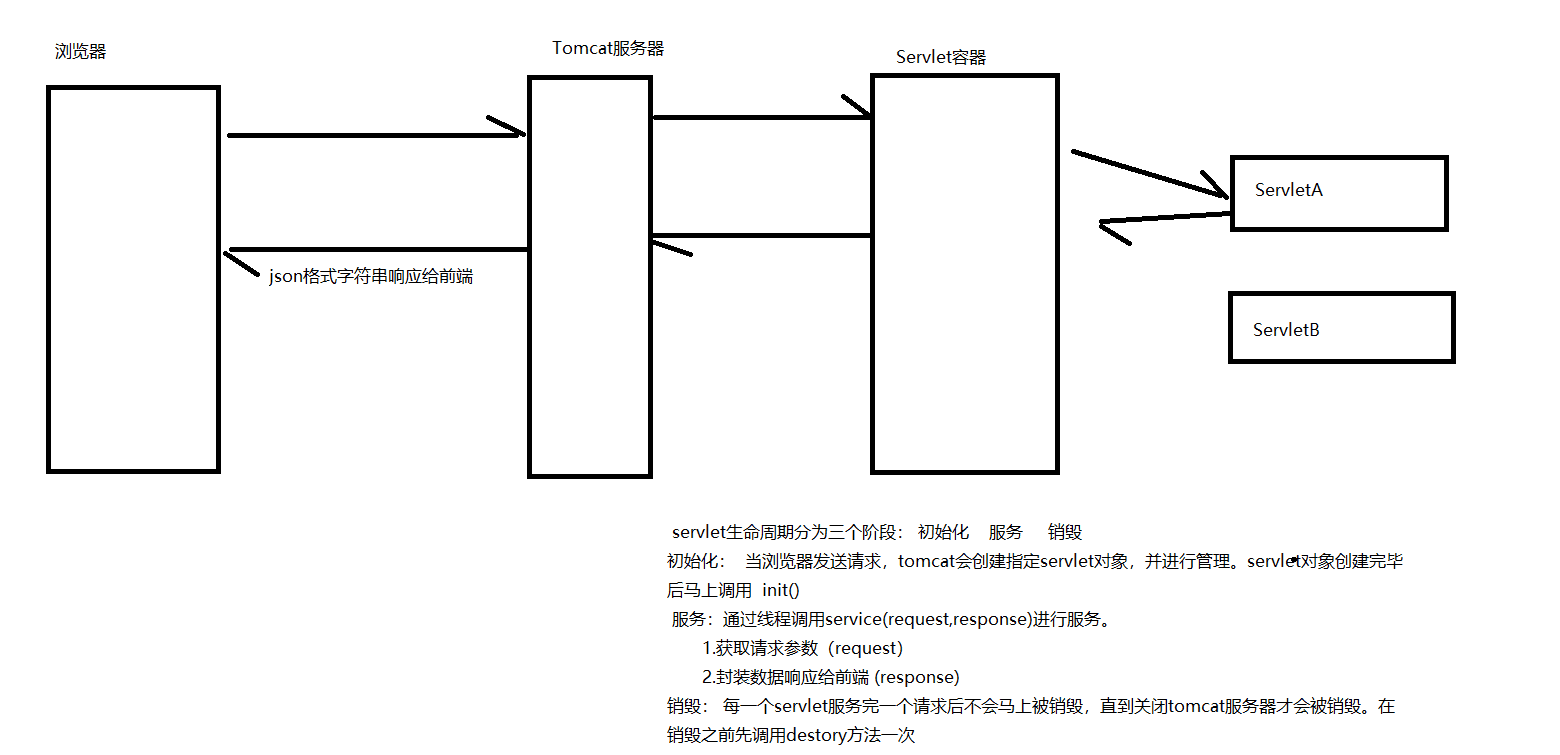 浏览器
Tomcat服务器
Servlet容器
ServletA
json格式字符串响应给前端
ServletB
servlet生命周期分为三个阶段： 初始化 服务 销毁
初始化： 当浏览器发送请求，tomcat会创建指定servlet对象，并进行管理。servlet对象创建完毕
后马上调用 init()
服务：通过线程调用service(request,response)进行服务。
1.获取请求参数（request）
2.封装数据响应给前端 (response)
销毁： 每一个servlet服务完一个请求后不会马上被销毁，直到关闭tomcat服务器才会被销毁。在
销毁之前先调用destory方法一次